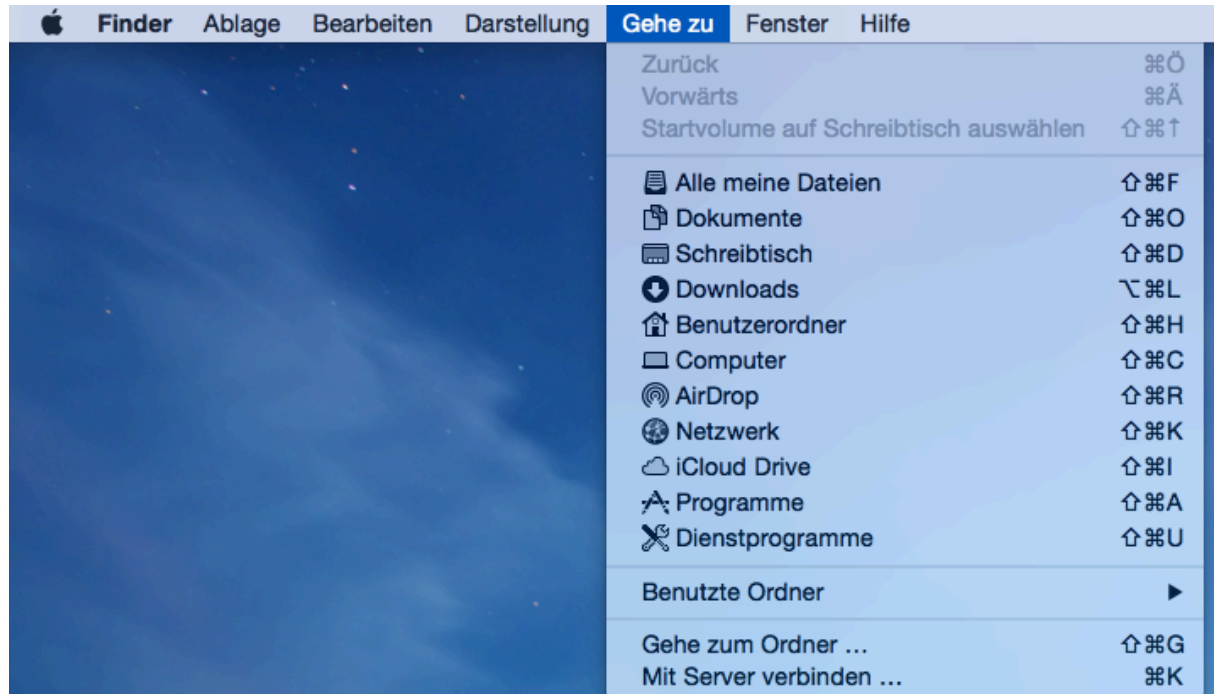 Finder Ablage Bearbeiten Darstellung Gehe zu Fenster Hilfe
Zurück ⌘Ö
Vorwärts ⌘Ä
Startvolume auf Schreibtisch auswählen ⇧⌘↑
Alle meine Dateien ⇧⌘F
Dokumente ⇧⌘O
Schreibtisch ⇧⌘D
Downloads ⌥⌘L
Benutzerordner ⇧⌘H
Computer ⇧⌘C
AirDrop ⇧⌘R
Netzwerk ⇧⌘K
iCloud Drive ⇧⌘I
Programme ⇧⌘A
Dienstprogramme ⇧⌘U
Benutzte Ordner ▶
Gehe zum Ordner … ⇧⌘G
Mit Server verbinden … ⌘K